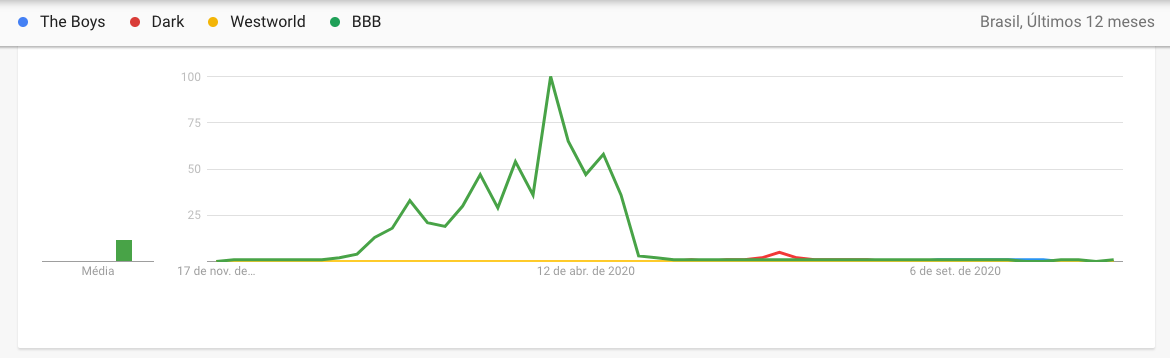 The Boys Dark Westworld BBB Brasil, Últimos 12 meses
100
75
50
25
Média 17 de nov. de... 12 de abr. de 2020 6 de set. de 2020